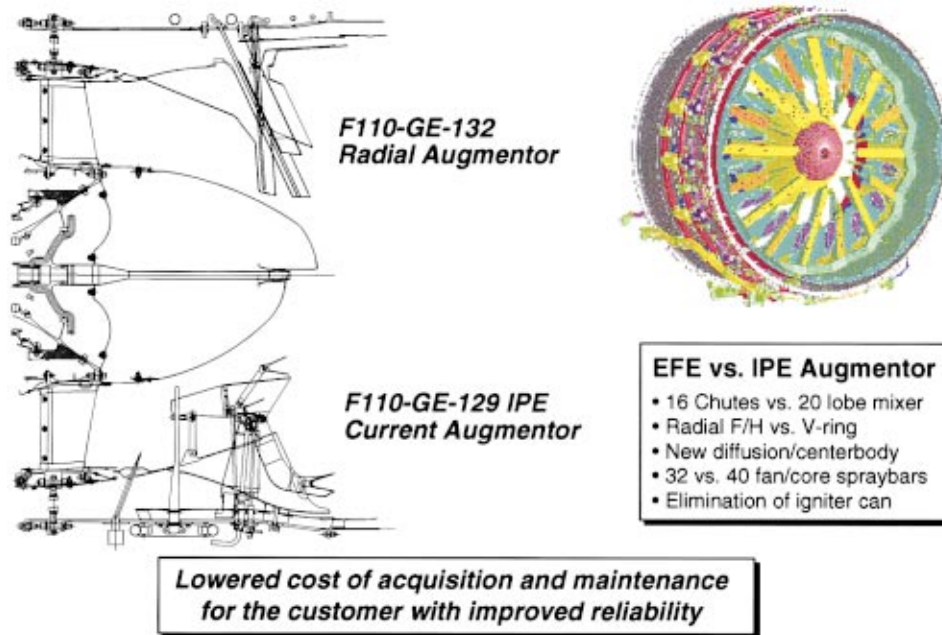 F110-GE-132
Radial Augmentor
F110-GE-129 IPE
Current Augmentor
EFE vs. IPE Augmentor
• 16 Chutes vs. 20 lobe mixer
• Radial F/H vs. V-ring
• New diffusion/centerbody
• 32 vs. 40 fan/core spraybars
• Elimination of igniter can
Lowered cost of acquisition and maintenance
for the customer with improved reliability